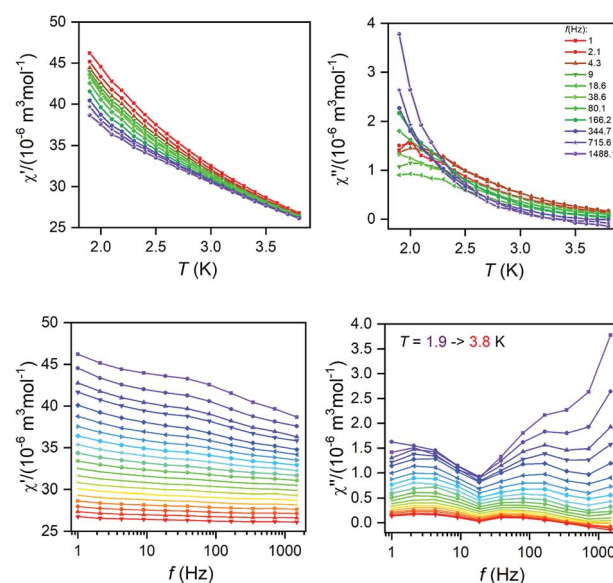 50
45
40
35
30
25
χ'/(10⁻⁶ m³mol⁻¹)
2.0 2.5 3.0 3.5
T (K)
4
3
2
1
0
χ''/(10⁻⁶ m³mol⁻¹)
2.0 2.5 3.0 3.5
T (K)
f(Hz):
1
2.1
4.3
9
18.6
38.6
80.1
166.2
344.7
715.6
1488.
50
45
40
35
30
25
χ'/(10⁻⁶ m³mol⁻¹)
1 10 100 1000
f (Hz)
T = 1.9 -> 3.8 K
4.0
3.5
3.0
2.5
2.0
1.5
1.0
0.5
0.0
χ''/(10⁻⁶ m³mol⁻¹)
1 10 100 1000
f (Hz)